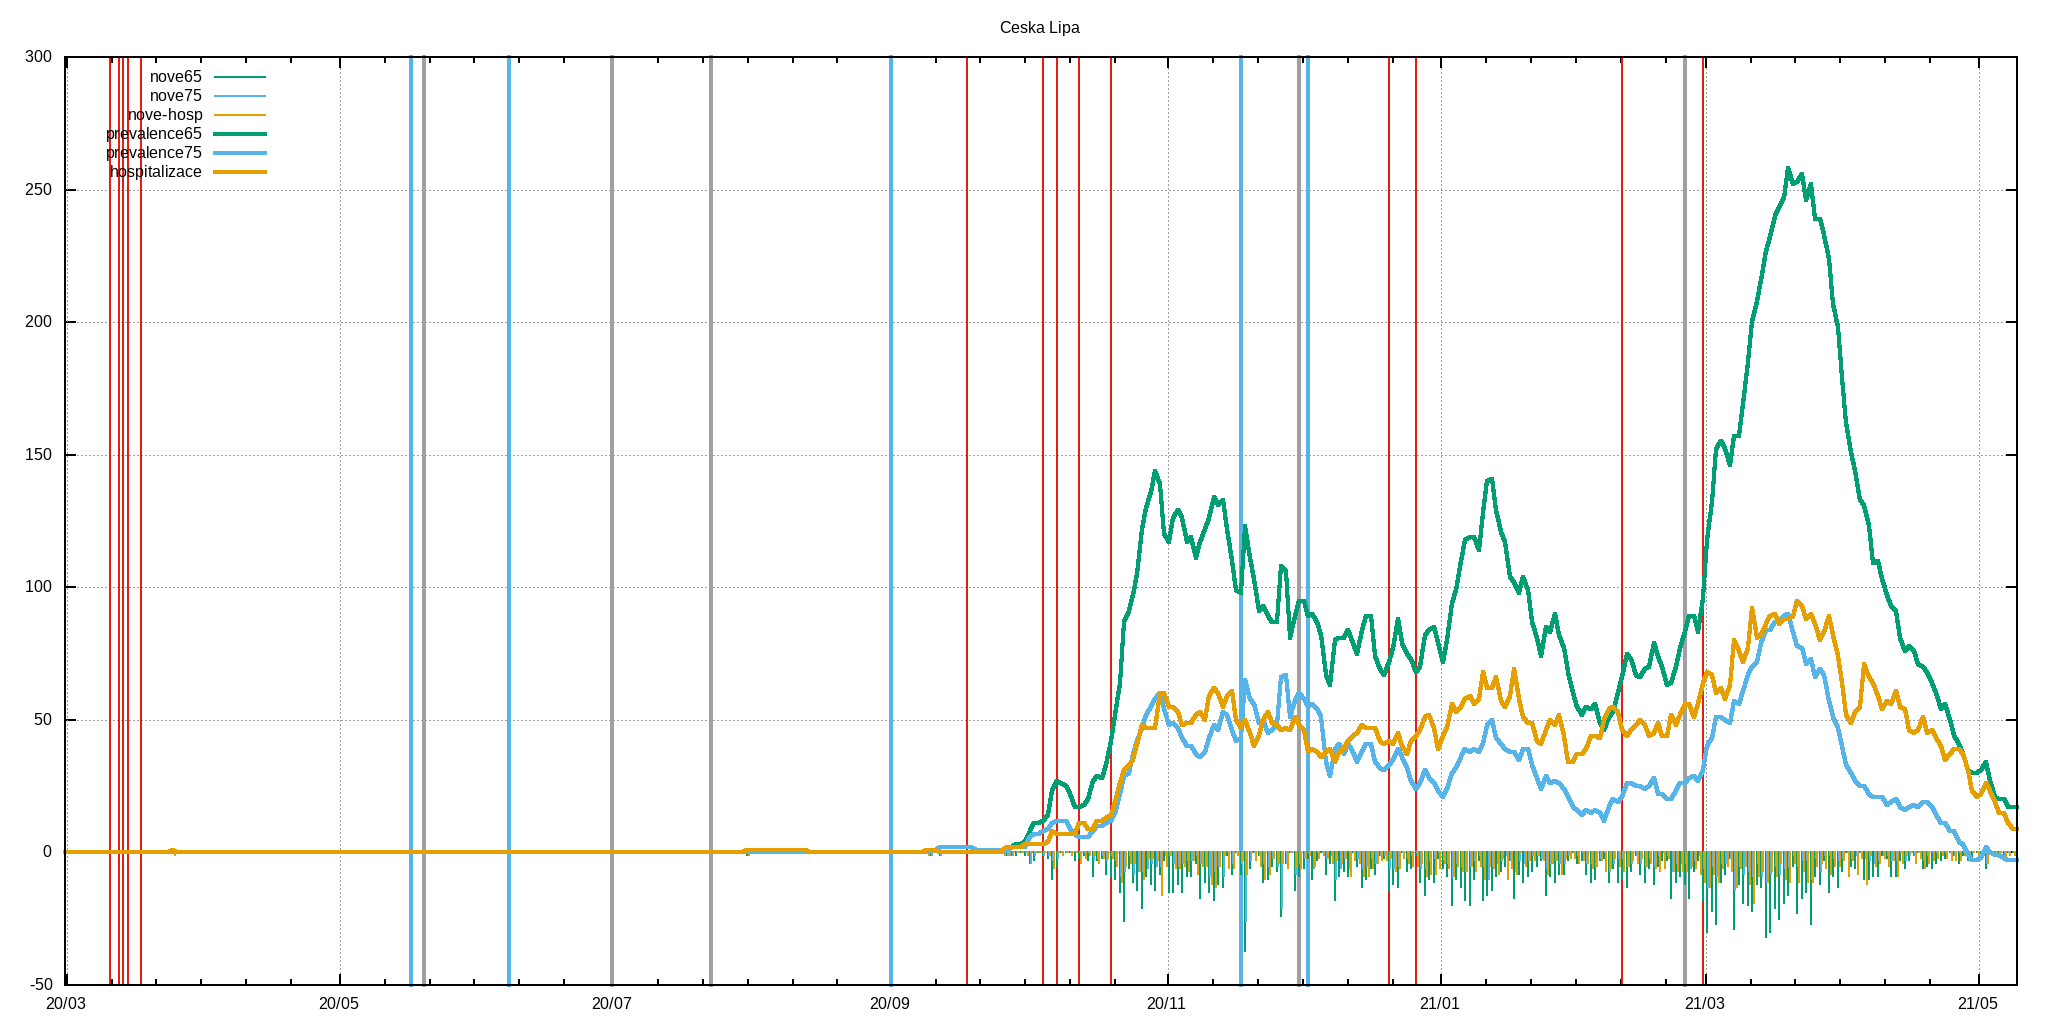 Ceska Lipa
300
250
200
150
100
50
0
-50
nove65
nove75
nove-hosp
prevalence65
prevalence75
hospitalizace
20/03 20/05 20/07 20/09 20/11 21/01 21/03 21/05